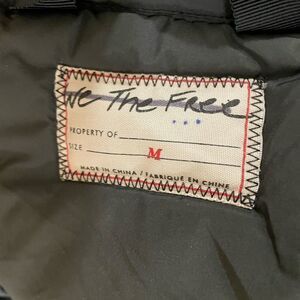 We The Free
PROPERTY OF
SIZE M
MADE IN CHINA / FABRIQUÉ EN CHINE